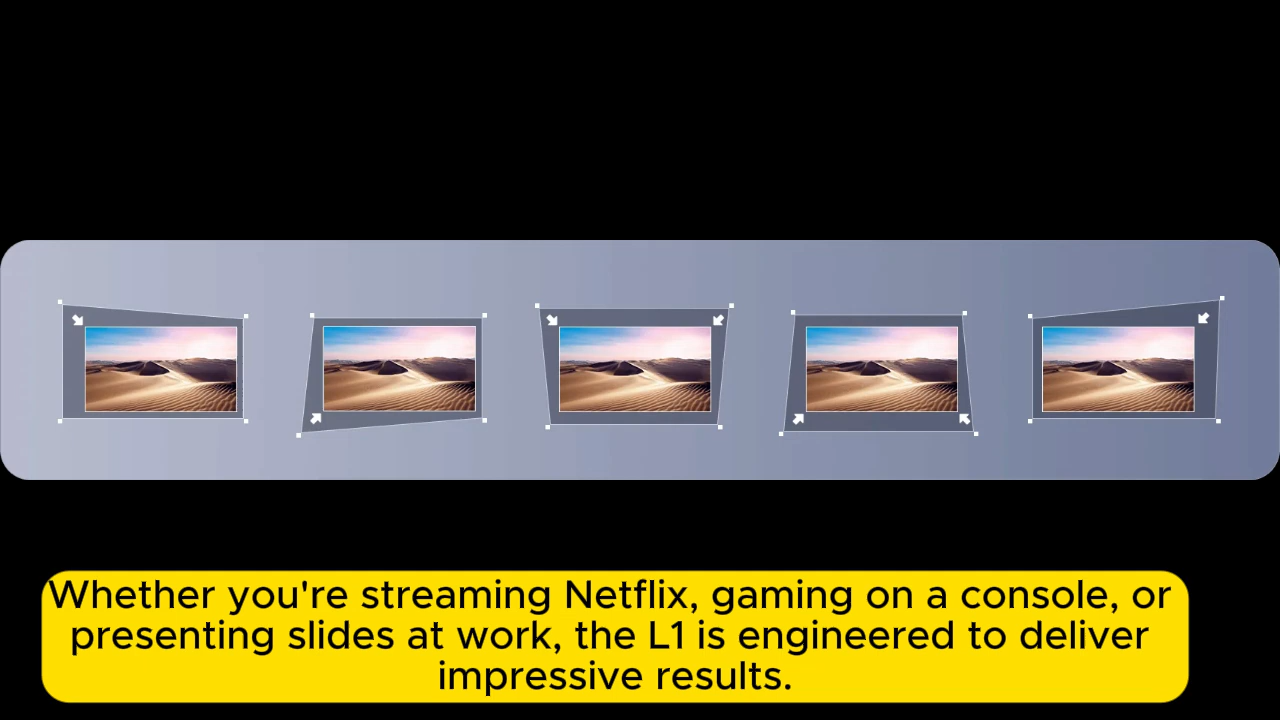 Whether you're streaming Netflix, gaming on a console, or
presenting slides at work, the L1 is engineered to deliver
impressive results.